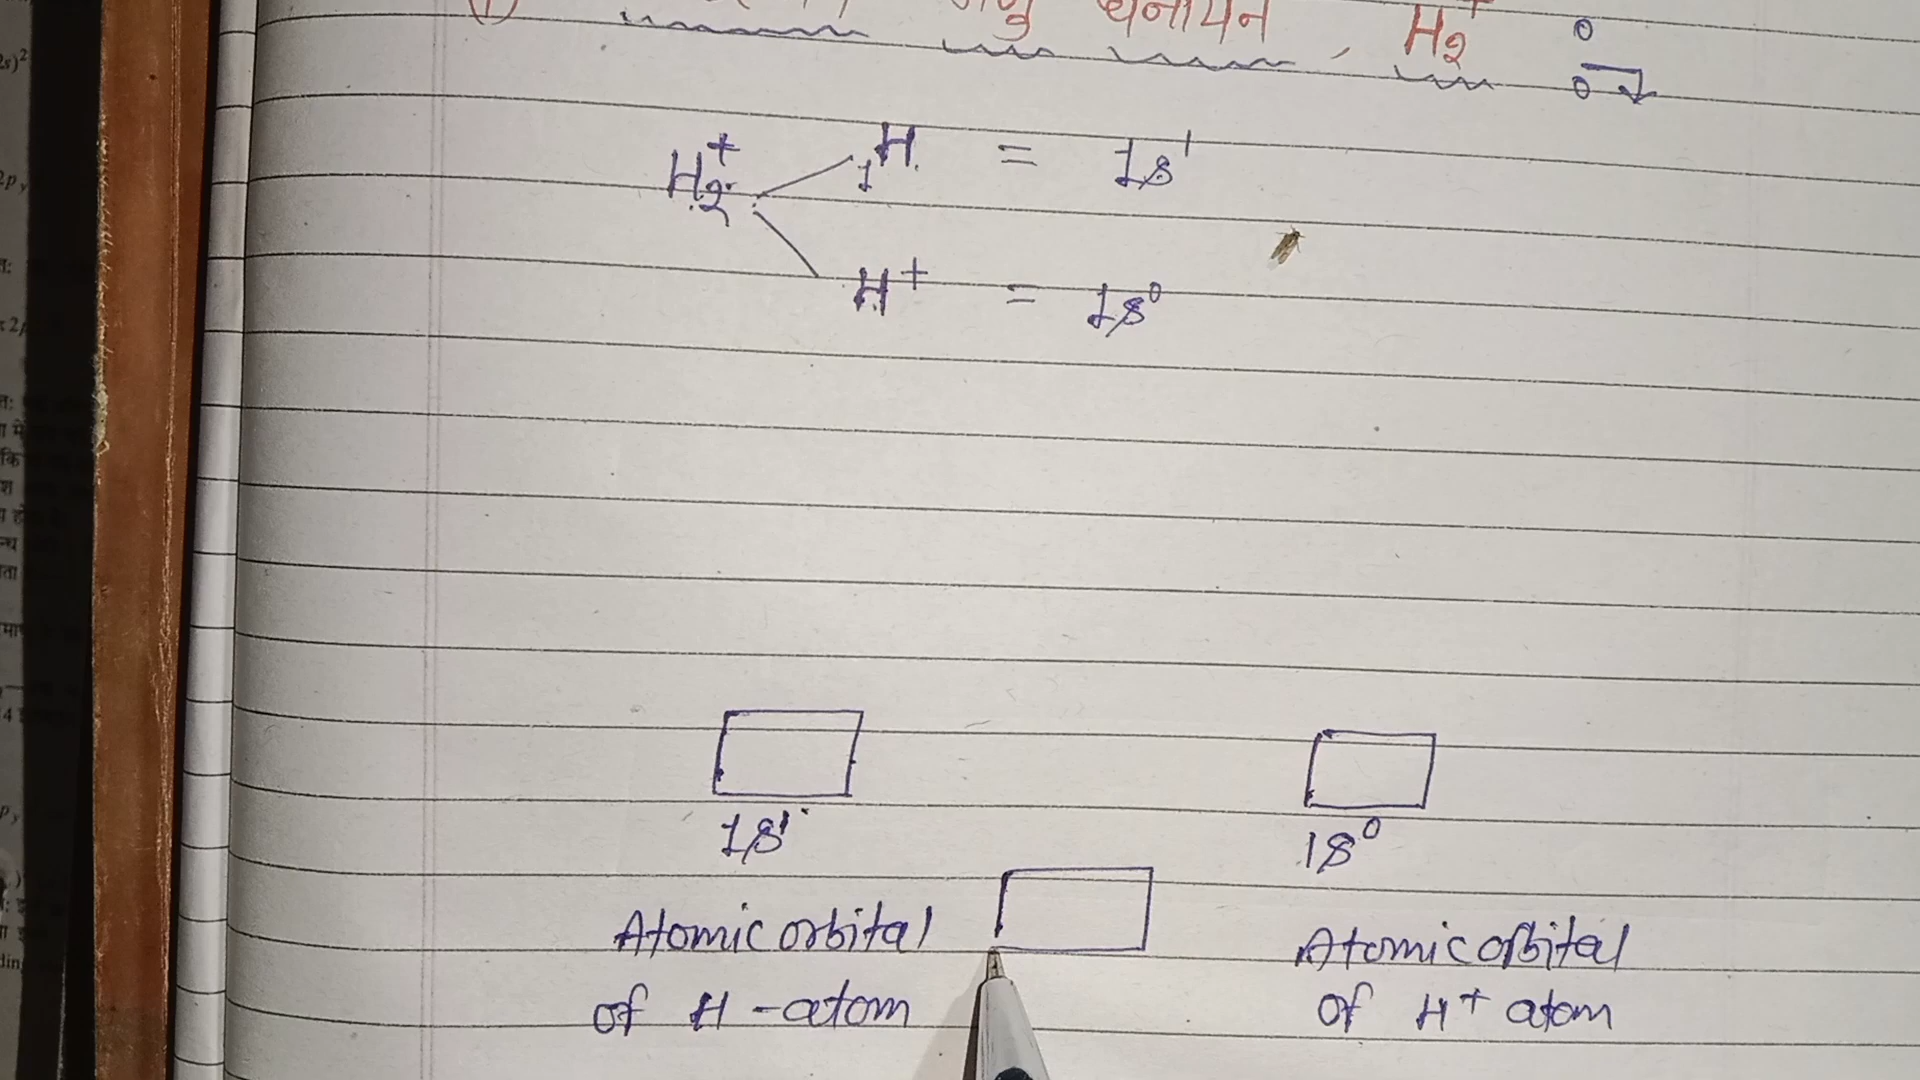 धनायन, H₂⁺ :
H₂⁺ ₁H = 1s¹
H⁺ = 1s⁰
1s¹ 1s⁰
Atomic orbital Atomic orbital
of H - atom of H⁺ atom